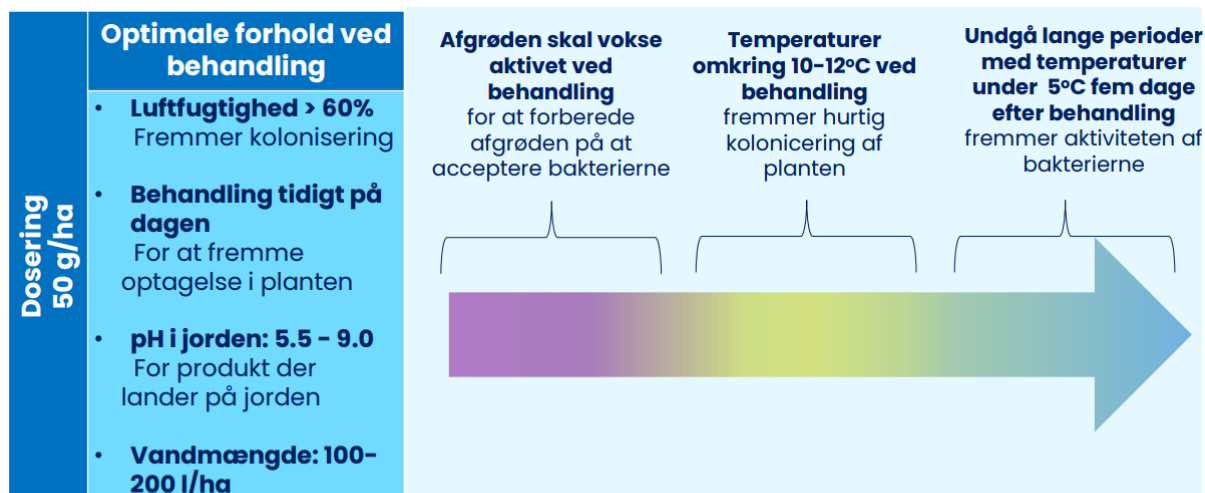 Dosering
50 g/ha
Optimale forhold ved
behandling
• Luftfugtighed > 60%
Fremmer kolonisering
• Behandling tidigt på
dagen
For at fremme
optagelse i planten
• pH i jorden: 5.5 - 9.0
For produkt der
lander på jorden
• Vandmængde: 100-
200 l/ha
Afgrøden skal vokse
aktivet ved
behandling
for at forberede
afgrøden på at
acceptere bakterierne
Temperaturer
omkring 10-12°C ved
behandling
fremmer hurtig
kolonicering af
planten
Undgå lange perioder
med temperaturer
under 5°C fem dage
efter behandling
fremmer aktiviteten af
bakterierne